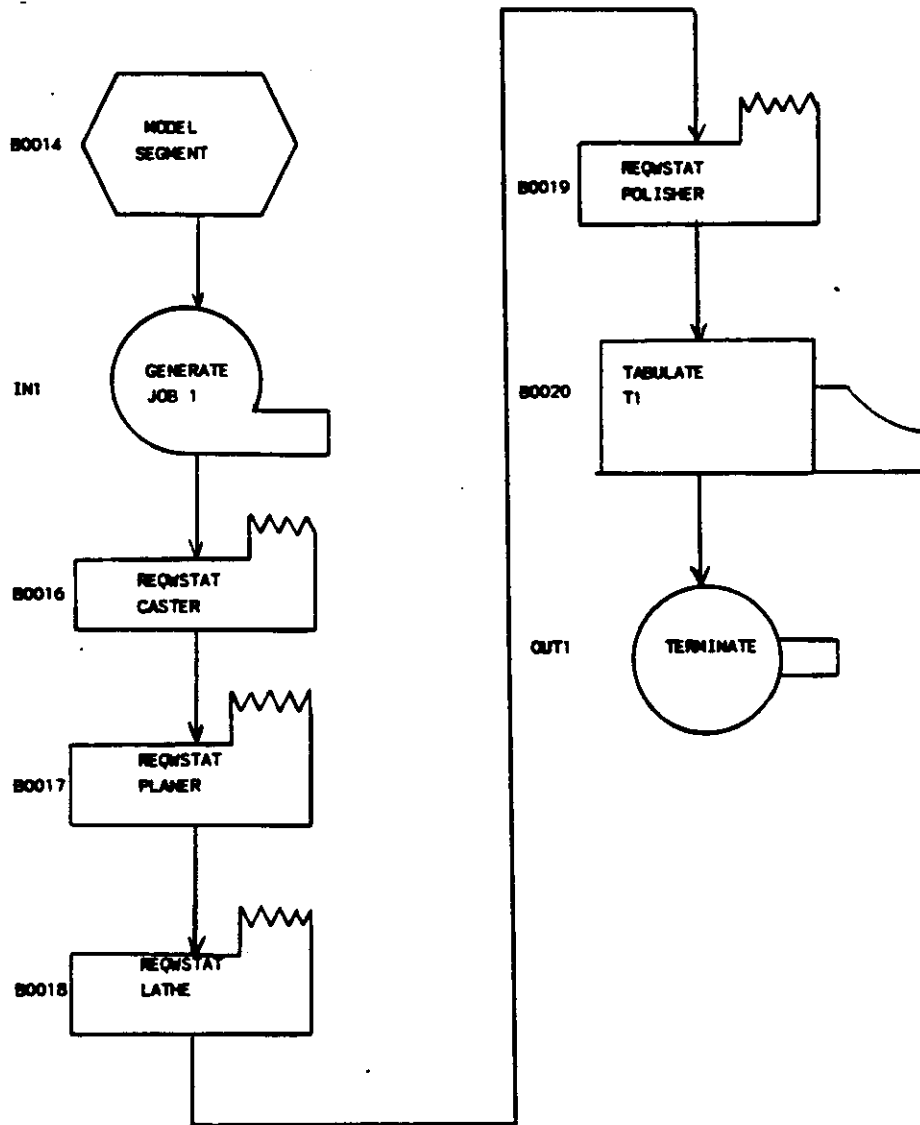 B0014
MODEL
SEGMENT
IN1
GENERATE
JOB 1
B0016
REQWSTAT
CASTER
B0017
REQWSTAT
PLANER
B0018
REQWSTAT
LATHE
B0019
REQWSTAT
POLISHER
B0020
TABULATE
T1
OUT1
TERMINATE